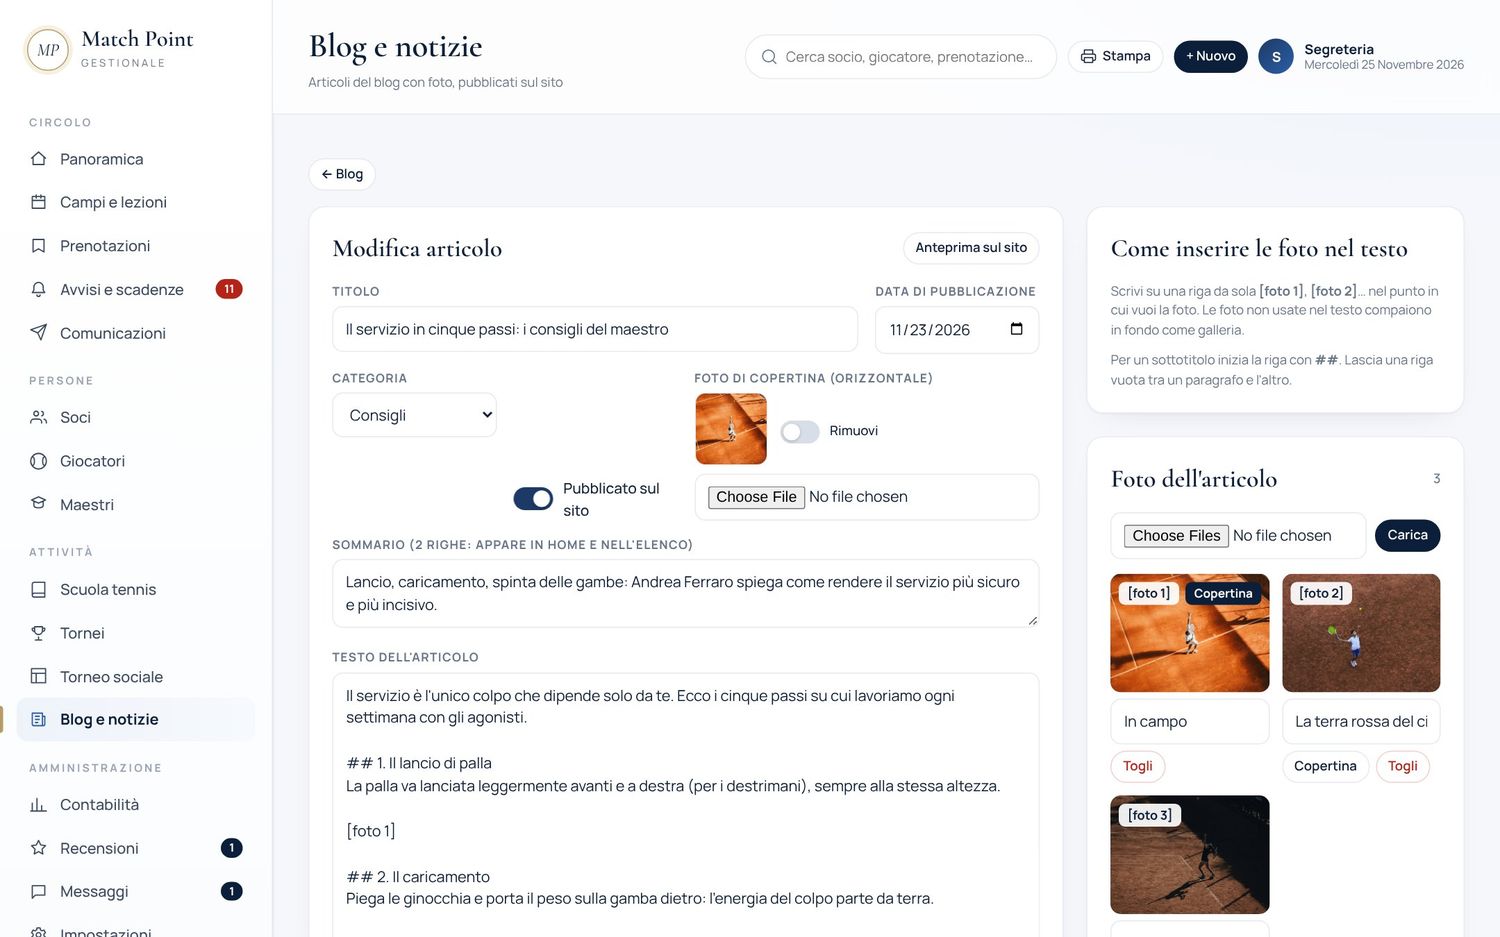 MP
Match Point
GESTIONALE
CIRCOLO
Panoramica
Campi e lezioni
Prenotazioni
Avvisi e scadenze 11
Comunicazioni
PERSONE
Soci
Giocatori
Maestri
ATTIVITÀ
Scuola tennis
Tornei
Torneo sociale
Blog e notizie
AMMINISTRAZIONE
Contabilità
Recensioni 1
Messaggi 1
Impostazioni
Blog e notizie
Articoli del blog con foto, pubblicati sul sito
Cerca socio, giocatore, prenotazione...
Stampa
+ Nuovo
S
Segreteria
Mercoledì 25 Novembre 2026
← Blog
Modifica articolo
Anteprima sul sito
TITOLO
Il servizio in cinque passi: i consigli del maestro
DATA DI PUBBLICAZIONE
11/23/2026
CATEGORIA
Consigli
FOTO DI COPERTINA (ORIZZONTALE)
Rimuovi
Pubblicato sul
sito
Choose File No file chosen
SOMMARIO (2 RIGHE: APPARE IN HOME E NELL'ELENCO)
Lancio, caricamento, spinta delle gambe: Andrea Ferraro spiega come rendere il servizio più sicuro
e più incisivo.
TESTO DELL'ARTICOLO
Il servizio è l'unico colpo che dipende solo da te. Ecco i cinque passi su cui lavoriamo ogni
settimana con gli agonisti.
## 1. Il lancio di palla
La palla va lanciata leggermente avanti e a destra (per i destrimani), sempre alla stessa altezza.
[foto 1]
## 2. Il caricamento
Piega le ginocchia e porta il peso sulla gamba dietro: l'energia del colpo parte da terra.
Come inserire le foto nel testo
Scrivi su una riga da sola [foto 1], [foto 2]... nel punto in
cui vuoi la foto. Le foto non usate nel testo compaiono
in fondo come galleria.
Per un sottotitolo inizia la riga con ##. Lascia una riga
vuota tra un paragrafo e l'altro.
Foto dell'articolo
3
Choose Files No file chosen
Carica
[foto 1] Copertina
[foto 2]
In campo
La terra rossa del ci
Togli
Copertina
Togli
[foto 3]